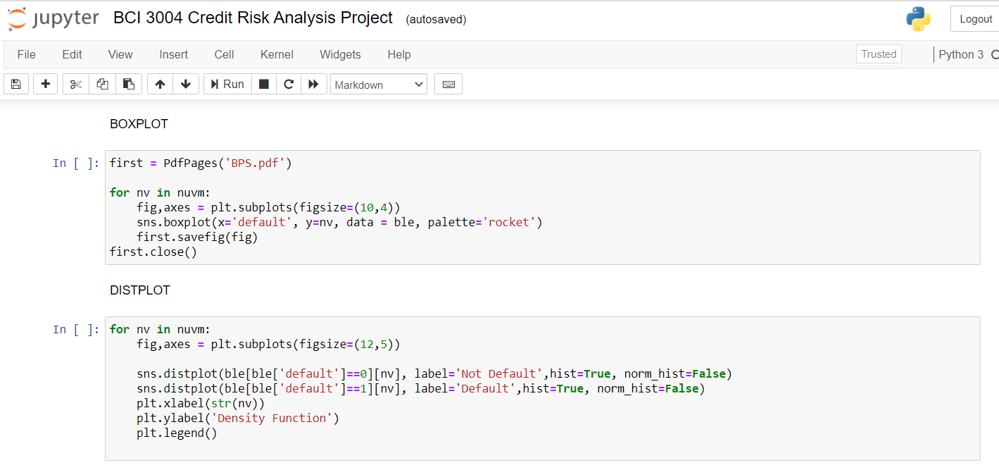 jupyter BCI 3004 Credit Risk Analysis Project (autosaved) Logout
File Edit View Insert Cell Kernel Widgets Help Trusted Python 3
Run Markdown
BOXPLOT
In [ ]: first = PdfPages('BPS.pdf')
for nv in nuvm:
    fig,axes = plt.subplots(figsize=(10,4))
    sns.boxplot(x='default', y=nv, data = ble, palette='rocket')
    first.savefig(fig)
first.close()
DISTPLOT
In [ ]: for nv in nuvm:
    fig,axes = plt.subplots(figsize=(12,5))
    sns.distplot(ble[ble['default']==0][nv], label='Not Default',hist=True, norm_hist=False)
    sns.distplot(ble[ble['default']==1][nv], label='Default',hist=True, norm_hist=False)
    plt.xlabel(str(nv))
    plt.ylabel('Density Function')
    plt.legend()